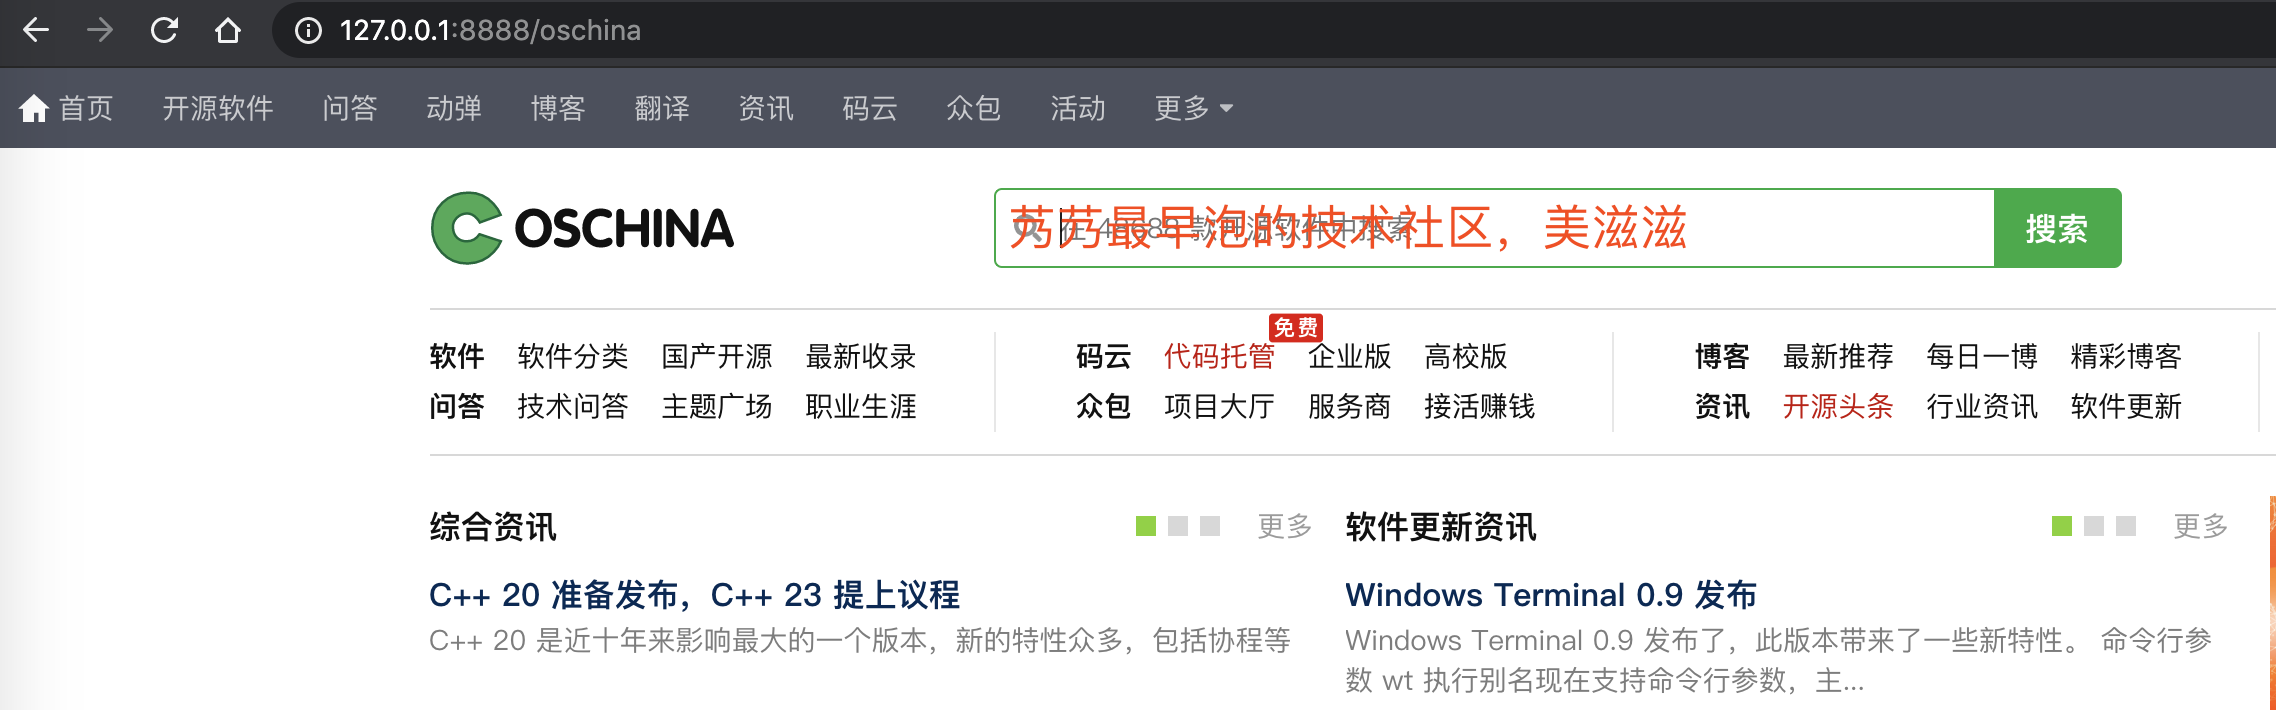 127.0.0.1:8888/oschina
首页 开源软件 问答 动弹 博客 翻译 资讯 码云 众包 活动 更多
OSCHINA
艿艿最早泡的技术社区，美滋滋
款开源软件中搜索
搜索
免费
软件 软件分类 国产开源 最新收录 码云 代码托管 企业版 高校版 博客 最新推荐 每日一博 精彩博客
问答 技术问答 主题广场 职业生涯 众包 项目大厅 服务商 接活赚钱 资讯 开源头条 行业资讯 软件更新
综合资讯 更多
C++ 20 准备发布，C++ 23 提上议程
C++ 20 是近十年来影响最大的一个版本，新的特性众多，包括协程等
软件更新资讯 更多
Windows Terminal 0.9 发布
Windows Terminal 0.9 发布了，此版本带来了一些新特性。 命令行参
数 wt 执行别名现在支持命令行参数，主...